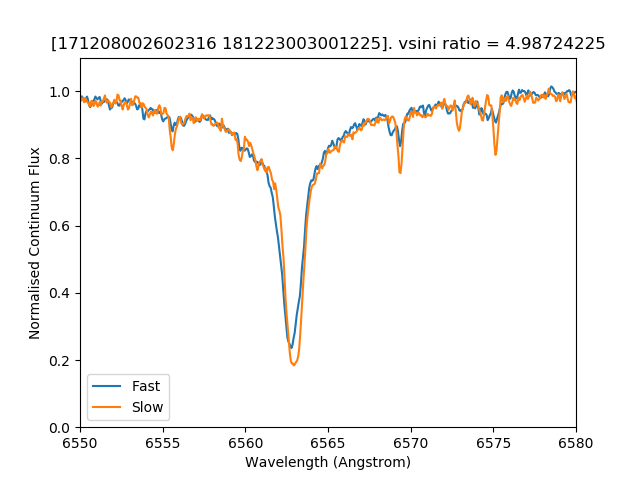 [171208002602316 181223003001225]. vsini ratio = 4.98724225
Normalised Continuum Flux
1.0
0.8
0.6
0.4
0.2
0.0
Fast
Slow
6550 6555 6560 6565 6570 6575 6580
Wavelength (Angstrom)